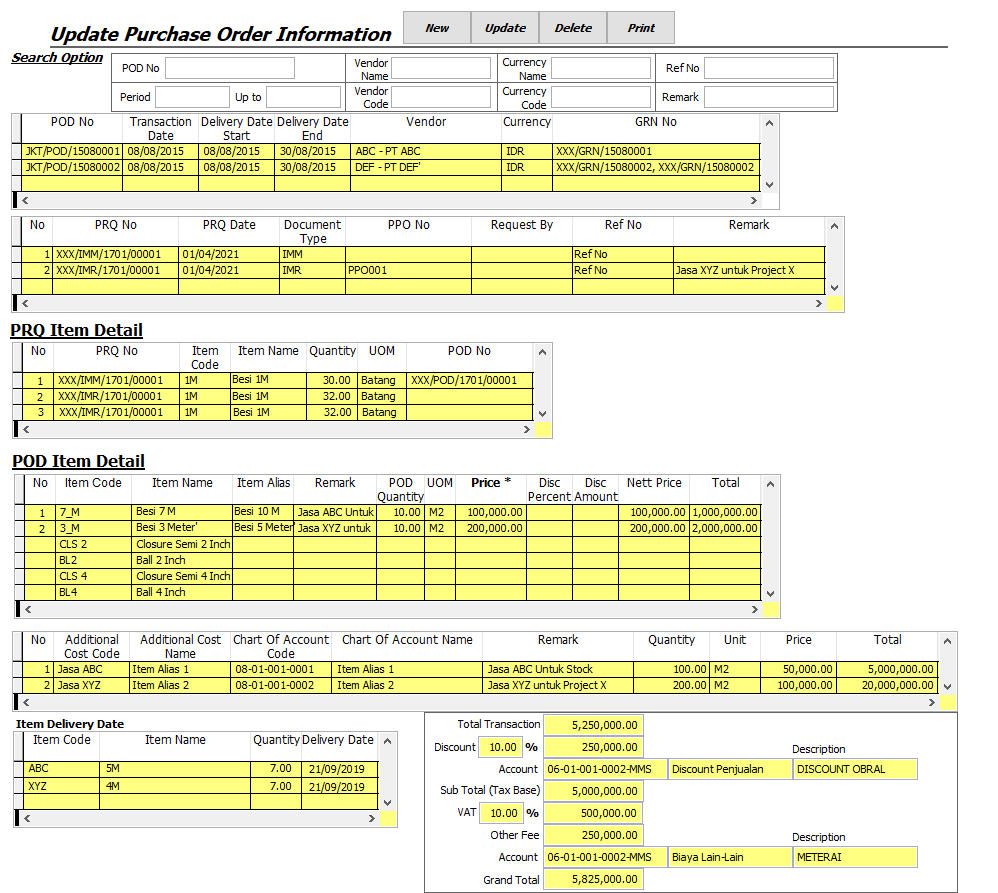 Update Purchase Order Information
New Update Delete Print
Search Option
POD No Vendor Name Currency Name Ref No
Period Up to Vendor Code Currency Code Remark
POD No Transaction Date Delivery Date Start Delivery Date End Vendor Currency GRN No
JKT/POD/15080001 08/08/2015 08/08/2015 30/08/2015 ABC - PT ABC IDR XXX/GRN/15080001
JKT/POD/15080002 08/08/2015 08/08/2015 30/08/2015 DEF - PT DEF' IDR XXX/GRN/15080002, XXX/GRN/15080002
No PRQ No PRQ Date Document Type PPO No Request By Ref No Remark
1 XXX/IMM/1701/00001 01/04/2021 IMM Ref No
2 XXX/IMR/1701/00001 01/04/2021 IMR PPO001 Ref No Jasa XYZ untuk Project X
PRQ Item Detail
No PRQ No Item Code Item Name Quantity UOM POD No
1 XXX/IMM/1701/00001 1M Besi 1M 30.00 Batang XXX/POD/1701/00001
2 XXX/IMR/1701/00001 1M Besi 1M 32.00 Batang
3 XXX/IMR/1701/00001 1M Besi 1M 32.00 Batang
POD Item Detail
No Item Code Item Name Item Alias Remark POD Quantity UOM Price * Disc Percent Disc Amount Nett Price Total
1 7_M Besi 7 M Besi 10 M Jasa ABC Untuk 10.00 M2 100,000.00 100,000.00 1,000,000.00
2 3_M Besi 3 Meter' Besi 5 Meter Jasa XYZ untuk 10.00 M2 200,000.00 200,000.00 2,000,000.00
CLS 2 Closure Semi 2 Inch
BL2 Ball 2 Inch
CLS 4 Closure Semi 4 Inch
BL4 Ball 4 Inch
No Additional Cost Code Additional Cost Name Chart Of Account Code Chart Of Account Name Remark Quantity Unit Price Total
1 Jasa ABC Item Alias 1 08-01-001-0001 Item Alias 1 Jasa ABC Untuk Stock 100.00 M2 50,000.00 5,000,000.00
2 Jasa XYZ Item Alias 2 08-01-001-0002 Item Alias 2 Jasa XYZ untuk Project X 200.00 M2 100,000.00 20,000,000.00
Item Delivery Date
Item Code Item Name Quantity Delivery Date
ABC 5M 7.00 21/09/2019
XYZ 4M 7.00 21/09/2019
Total Transaction 5,250,000.00
Discount 10.00 % 250,000.00 Description
Account 06-01-001-0002-MMS Discount Penjualan DISCOUNT OBRAL
Sub Total (Tax Base) 5,000,000.00
VAT 10.00 % 500,000.00
Other Fee 250,000.00 Description
Account 06-01-001-0002-MMS Biaya Lain-Lain METERAI
Grand Total 5,825,000.00